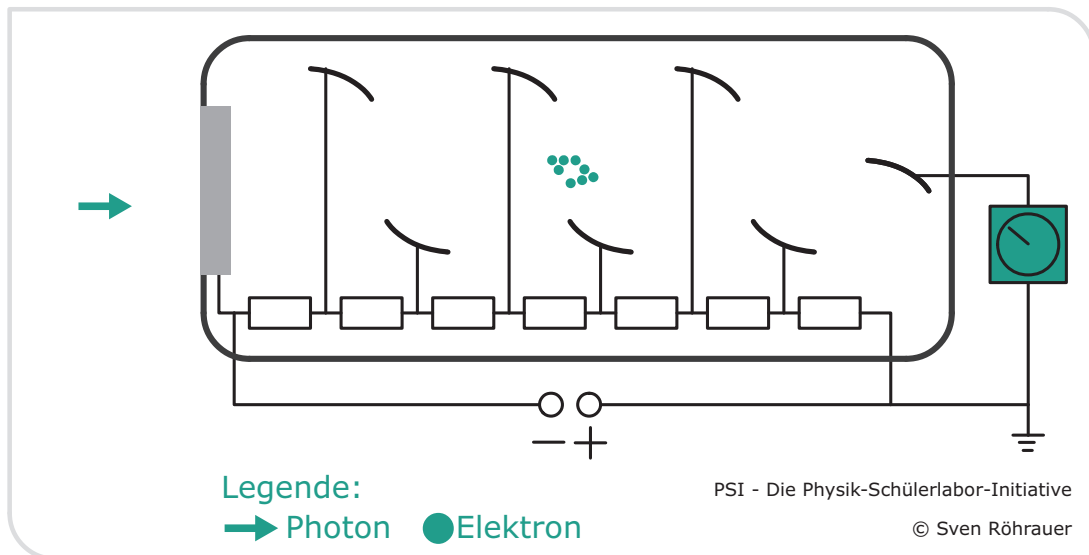 − +
Legende:
Photon Elektron
PSI - Die Physik-Schülerlabor-Initiative
© Sven Röhrauer